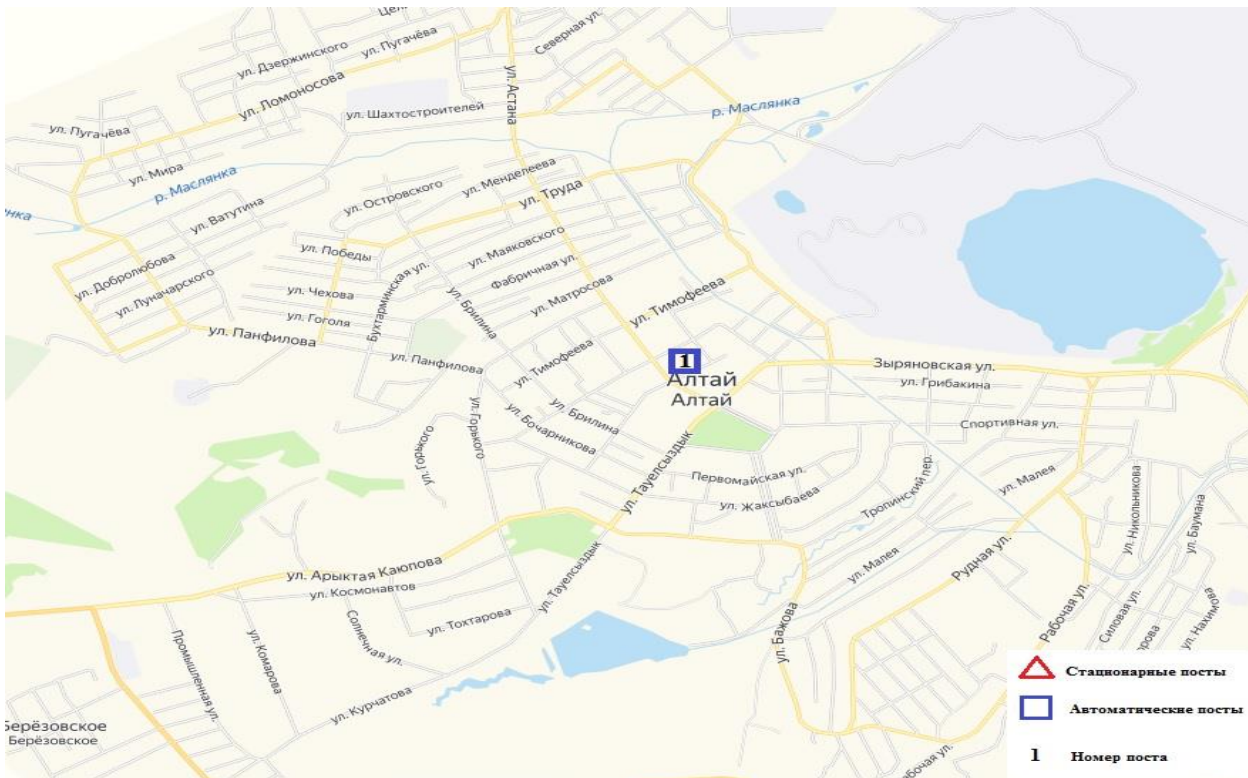 Северная ул.
ул. Дзержинского
ул. Пугачёва
ул. Ломоносова
ул. Астана
ул. Шахтостроителей
р. Маслянка
ул. Пугачёва
ул. Мира
р. Маслянка
ул. Менделеева
ул. Островского
ул. Труда
ул. Ватутина
ул. Победы
ул. Маяковского
ул. Добролюбова
Фабричная ул.
ул. Луначарского
ул. Чехова
Бухтарминская ул.
ул. Матросова
ул. Тимофеева
ул. Гоголя
ул. Брилина
ул. Панфилова
ул. Панфилова
ул. Тимофеева
1
Алтай
Алтай
Зыряновская ул.
ул. Грибакина
ул. Горького
ул. Брилина
ул. Бочарникова
Спортивная ул.
ул. Горького
ул. Тауелсыздык
Первомайская ул.
ул. Жаксыбаева
Тропинский пер.
ул. Малея
ул. Никольникова
ул. Баумана
ул. Арыктая Каюпова
ул. Космонавтов
ул. Тауелсыздык
ул. Малея
Рудная ул.
Солнечная ул.
ул. Тохтарова
ул. Бажова
Рабочая ул.
Силовая ул.
ул. Нахимова
Промышленная ул.
ул. Комарова
ул. Курчатова
Берёзовское
Берёзовское
Стационарные посты
Автоматические посты
1 Номер поста